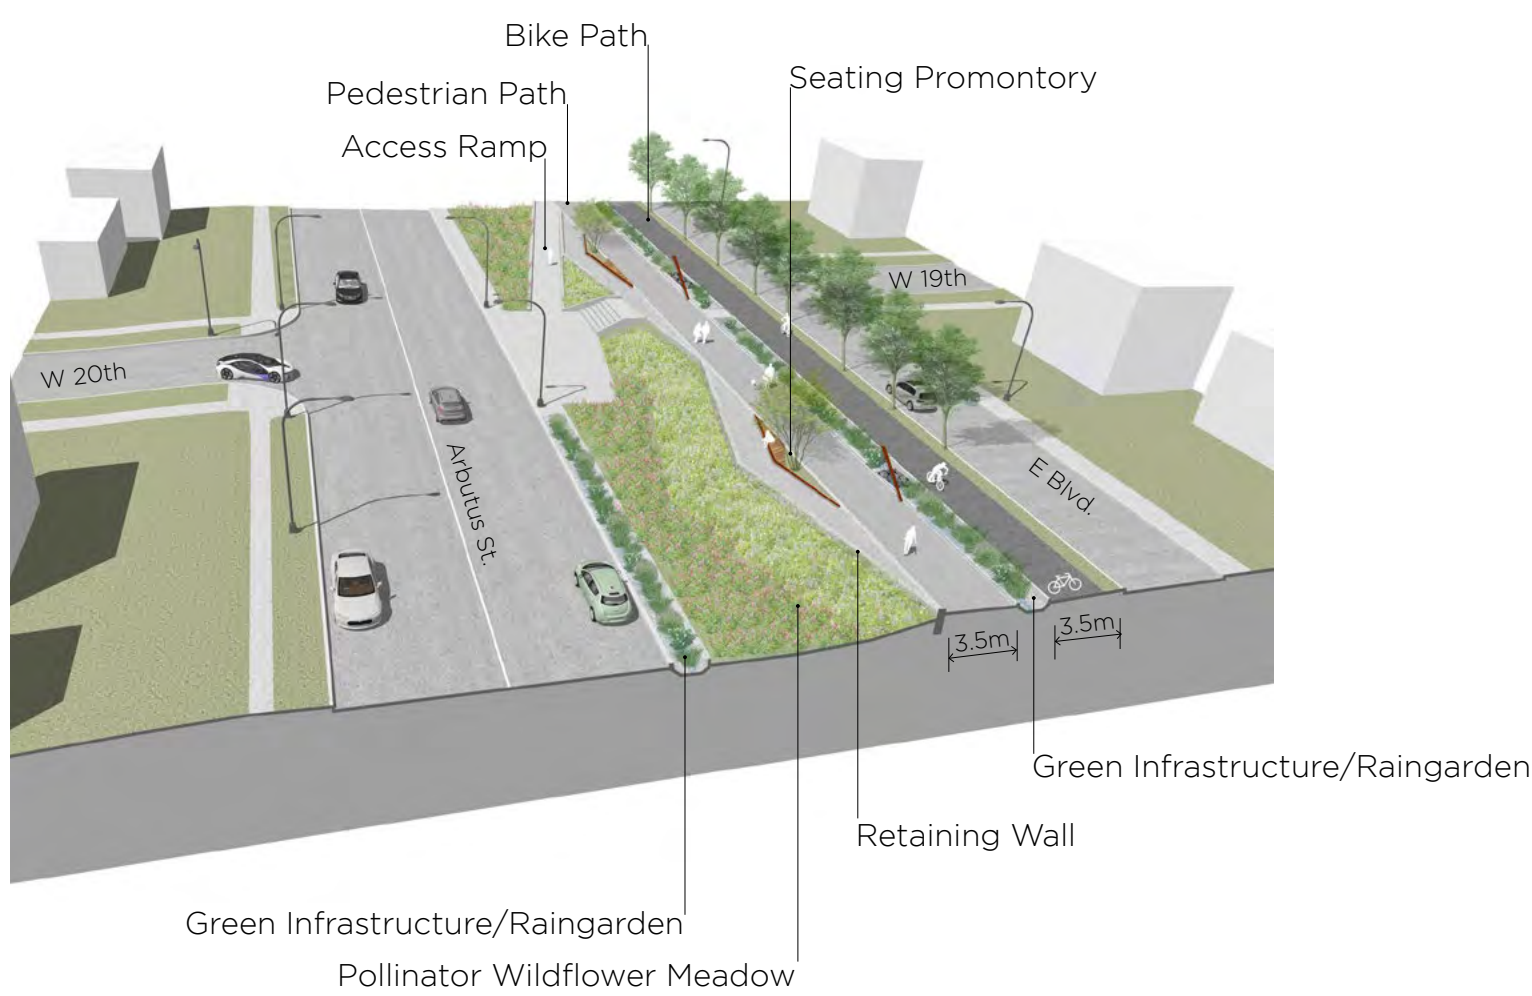 Bike Path
Seating Promontory
Pedestrian Path
Access Ramp
W 19th
W 20th
Arbutus St.
E Blvd.
3.5m
3.5m
Green Infrastructure/Raingarden
Retaining Wall
Green Infrastructure/Raingarden
Pollinator Wildflower Meadow